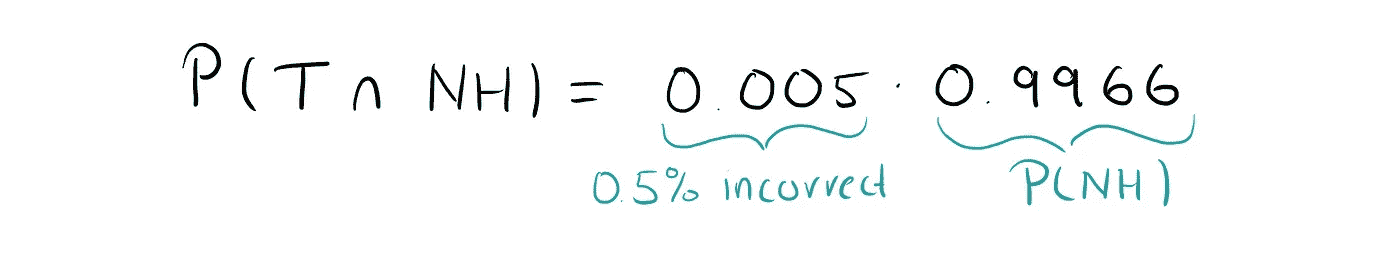 P(T ∩ NH) = 0.005 · 0.9966
0.5% incorrect P(NH)